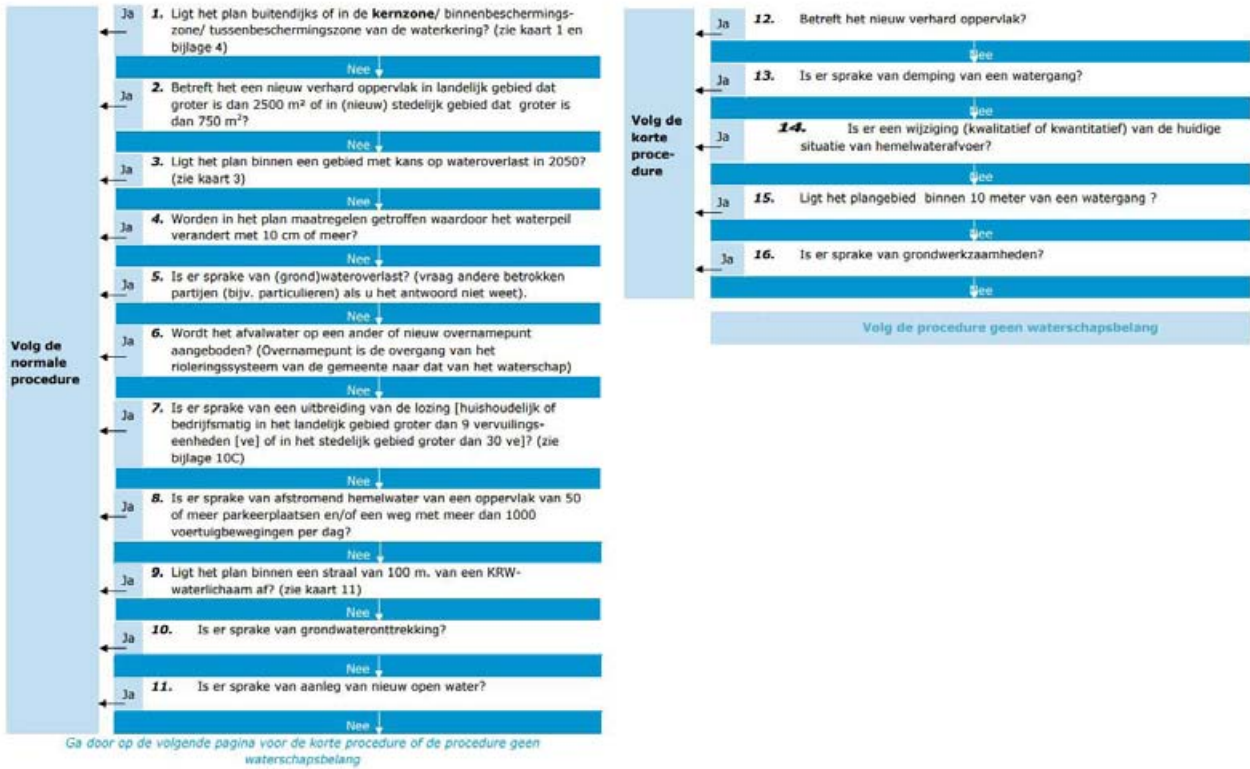 Volg de
normale
procedure
Ja
1. Ligt het plan buitendijks of in de kernzone/ binnenbeschermings-
zone/ tussenbeschermingszone van de waterkering? (zie kaart 1 en
bijlage 4)
Nee
Ja
2. Betreft het een nieuw verhard oppervlak in landelijk gebied dat
groter is dan 2500 m² of in (nieuw) stedelijk gebied dat groter is
dan 750 m²?
Nee
Ja
3. Ligt het plan binnen een gebied met kans op wateroverlast in 2050?
(zie kaart 3)
Nee
Ja
4. Worden in het plan maatregelen getroffen waardoor het waterpeil
verandert met 10 cm of meer?
Nee
Ja
5. Is er sprake van (grond)wateroverlast? (vraag andere betrokken
partijen (bijv. particulieren) als u het antwoord niet weet).
Nee
Ja
6. Wordt het afvalwater op een ander of nieuw overnamepunt
aangeboden? (Overnamepunt is de overgang van het
rioleringssysteem van de gemeente naar dat van het waterschap)
Nee
Ja
7. Is er sprake van een uitbreiding van de lozing [huishoudelijk of
bedrijfsmatig in het landelijk gebied groter dan 9 vervuilings-
eenheden [ve] of in het stedelijk gebied groter dan 30 ve]? (zie
bijlage 10C)
Nee
Ja
8. Is er sprake van afstromend hemelwater van een oppervlak van 50
of meer parkeerplaatsen en/of een weg met meer dan 1000
voertuigbewegingen per dag?
Nee
Ja
9. Ligt het plan binnen een straal van 100 m. van een KRW-
waterlichaam af? (zie kaart 11)
Nee
Ja
10. Is er sprake van grondwateronttrekking?
Nee
Ja
11. Is er sprake van aanleg van nieuw open water?
Nee
Ga door op de volgende pagina voor de korte procedure of de procedure geen
waterschapsbelang
Volg de
korte
proce-
dure
Ja
12. Betreft het nieuw verhard oppervlak?
Nee
Ja
13. Is er sprake van demping van een watergang?
Nee
Ja
14. Is er een wijziging (kwalitatief of kwantitatief) van de huidige
situatie van hemelwaterafvoer?
Nee
Ja
15. Ligt het plangebied binnen 10 meter van een watergang ?
Nee
Ja
16. Is er sprake van grondwerkzaamheden?
Nee
Volg de procedure geen waterschapsbelang